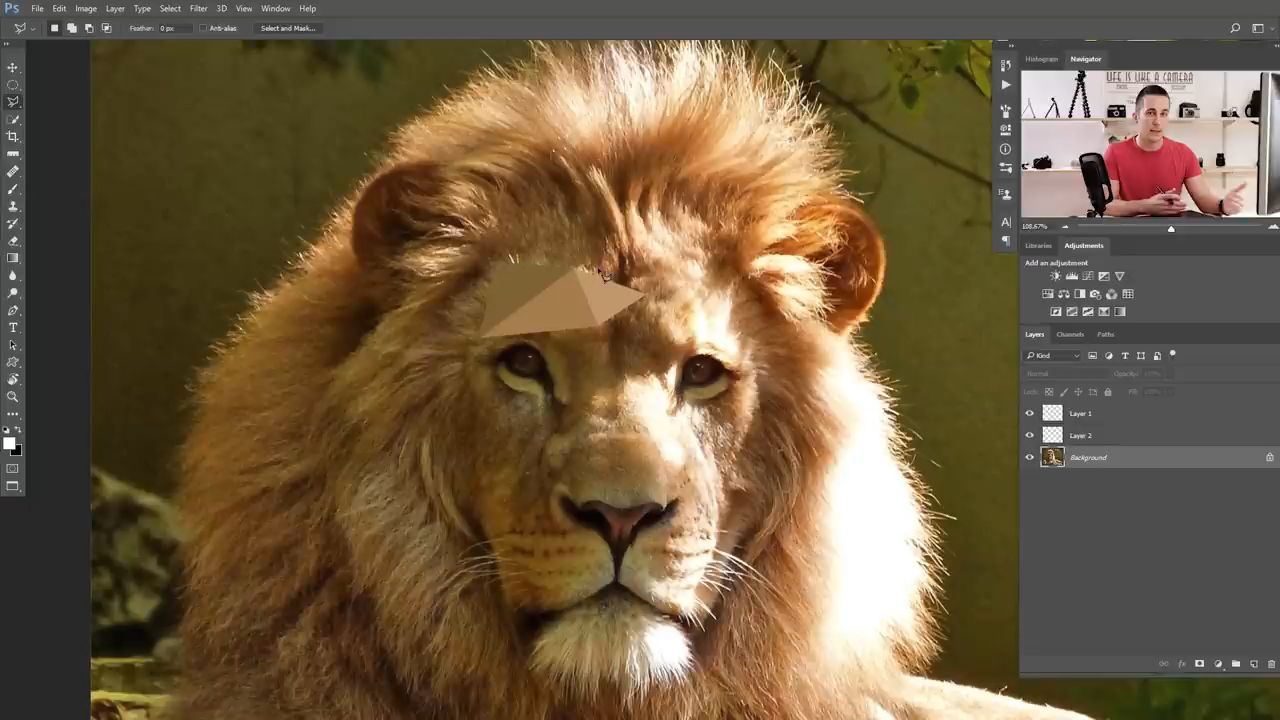 Ps File Edit Image Layer Type Select Filter 3D View Window Help
Feather: 0 px Anti-alias Select and Mask...
Histogram Navigator
LIFE IS LIKE A CAMERA
Libraries Adjustments
Add an adjustment
Layers Channels Paths
Kind
Normal Opacity: 100%
Lock: Fill: 100%
Layer 1
Layer 2
Background